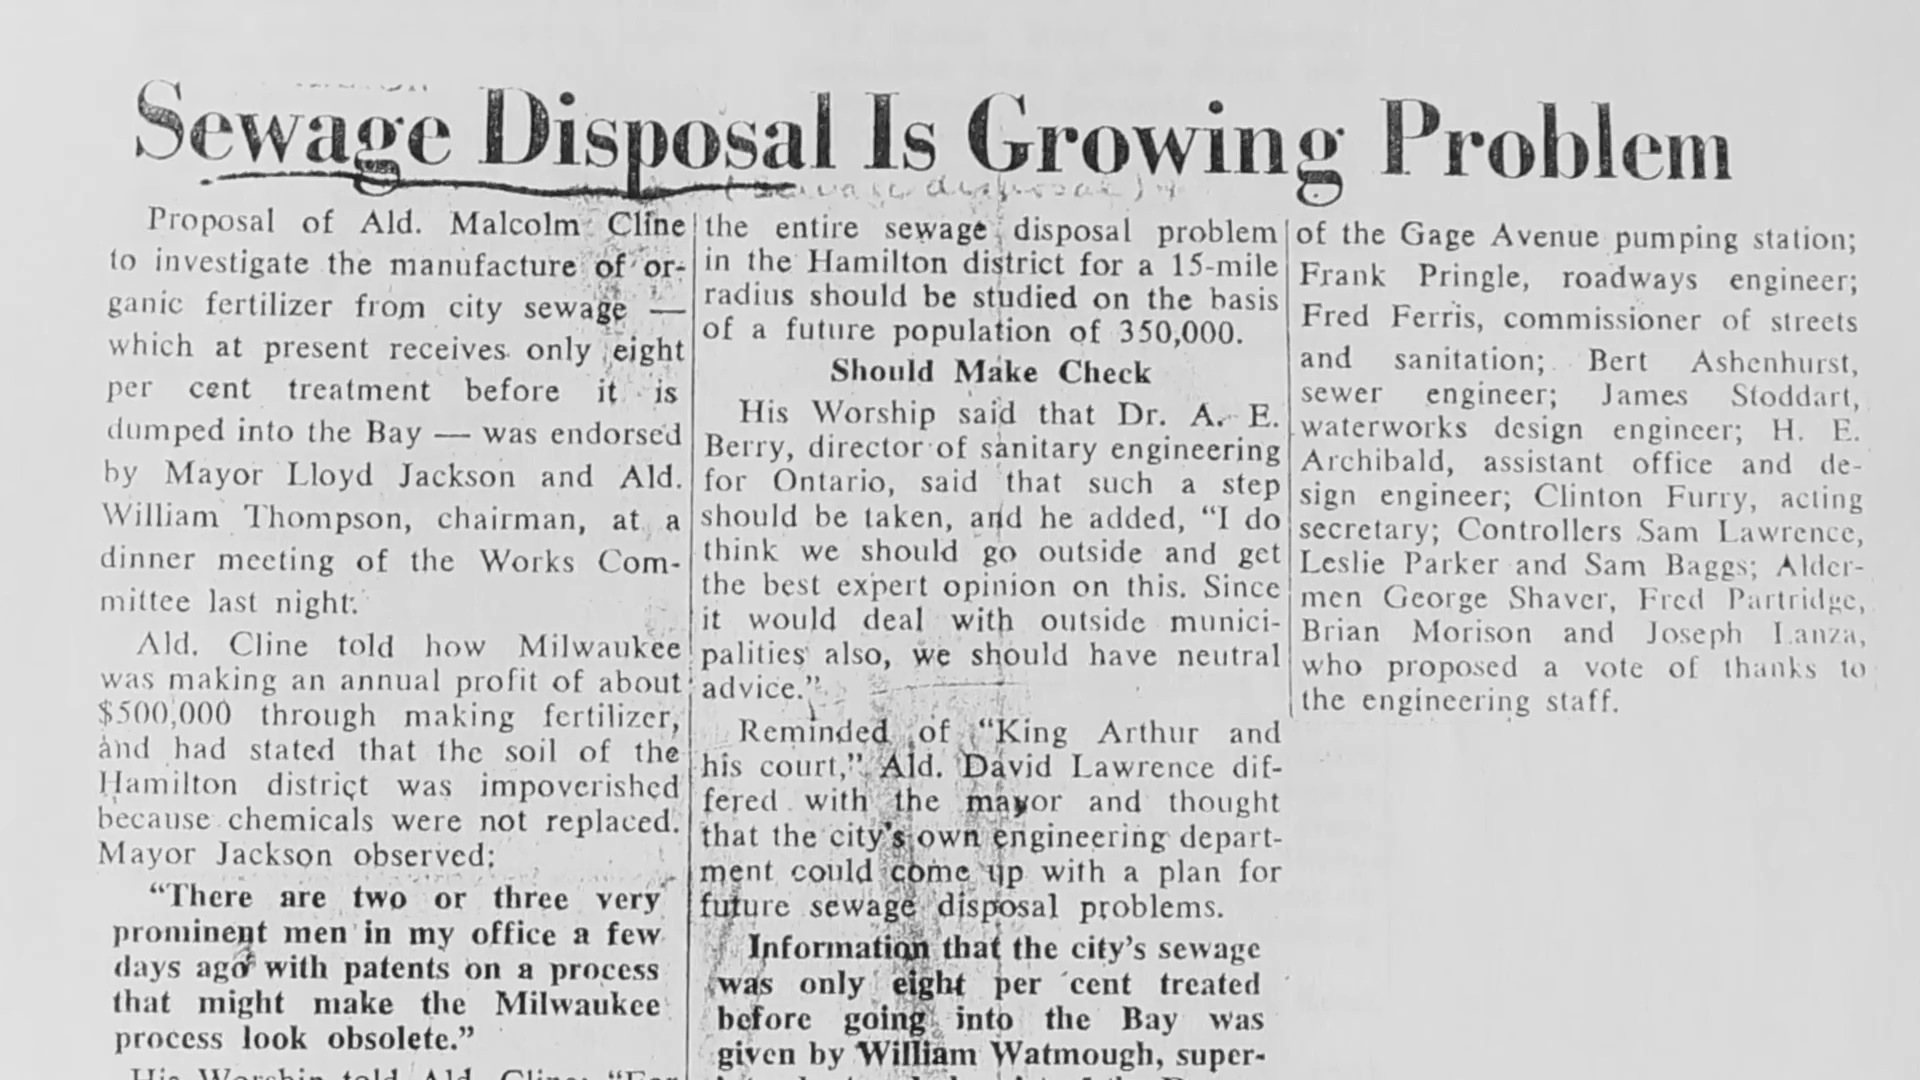 Sewage Disposal Is Growing Problem
(Sewage disposal)
Proposal of Ald. Malcolm Cline
to investigate the manufacture of or-
ganic fertilizer from city sewage —
which at present receives only eight
per cent treatment before it is
dumped into the Bay — was endorsed
by Mayor Lloyd Jackson and Ald.
William Thompson, chairman, at a
dinner meeting of the Works Com-
mittee last night.
Ald. Cline told how Milwaukee
was making an annual profit of about
$500,000 through making fertilizer,
and had stated that the soil of the
Hamilton district was impoverished
because chemicals were not replaced.
Mayor Jackson observed:
“There are two or three very
prominent men in my office a few
days ago with patents on a process
that might make the Milwaukee
process look obsolete.”
His Worship told Ald. Cline: “For
the entire sewage disposal problem
in the Hamilton district for a 15-mile
radius should be studied on the basis
of a future population of 350,000.
Should Make Check
His Worship said that Dr. A. E.
Berry, director of sanitary engineering
for Ontario, said that such a step
should be taken, and he added, “I do
think we should go outside and get
the best expert opinion on this. Since
it would deal with outside munici-
palities also, we should have neutral
advice.”
Reminded of “King Arthur and
his court,” Ald. David Lawrence dif-
fered with the mayor and thought
that the city's own engineering depart-
ment could come up with a plan for
future sewage disposal problems.
Information that the city's sewage
was only eight per cent treated
before going into the Bay was
given by William Watmough, super-
of the Gage Avenue pumping station;
Frank Pringle, roadways engineer;
Fred Ferris, commissioner of streets
and sanitation; Bert Ashenhurst,
sewer engineer; James Stoddart,
waterworks design engineer; H. E.
Archibald, assistant office and de-
sign engineer; Clinton Furry, acting
secretary; Controllers Sam Lawrence,
Leslie Parker and Sam Baggs; Alder-
men George Shaver, Fred Partridge,
Brian Morison and Joseph Lanza,
who proposed a vote of thanks to
the engineering staff.